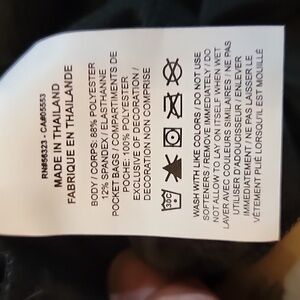 RN#56323 - CA#05553
MADE IN THAILAND
FABRIQUE EN THAILANDE
BODY / CORPS: 88% POLYESTER
12% SPANDEX / ELASTHANNE
POCKET BAGS / COMPARTIMENTS DE
POCHE: 100% POLYESTER
EXCLUSIVE OF DECORATION /
DECORATION NON COMPRISE
30C
WASH WITH LIKE COLORS / DO NOT USE
SOFTENERS / REMOVE IMMEDIATELY / DO
NOT ALLOW TO LAY ON ITSELF WHEN WET
LAVER AVEC COULEURS SIMILAIRES / NE PAS
UTILISER D'ADOUCISSEUR / ENLEVER
IMMÉDIATEMENT / NE PAS LAISSER LE
VÊTEMENT PLIÉ LORSQU'IL EST MOUILLÉ